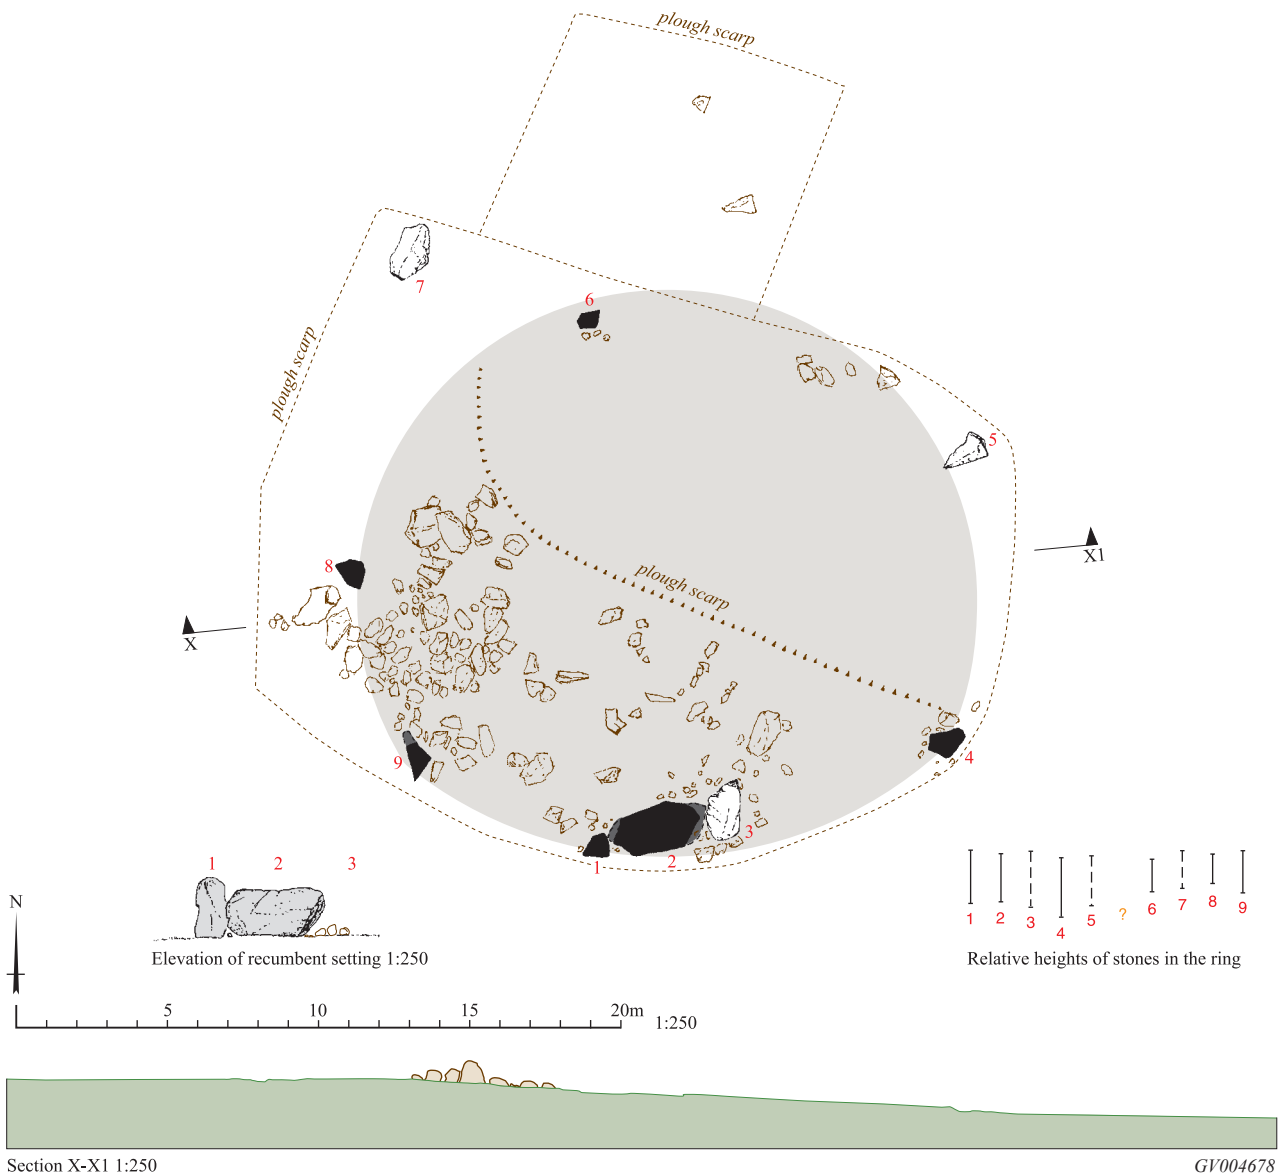 plough scarp
6
7
plough scarp
5
X1
8
plough scarp
X
9
4
3
1
2
1 2 3
Elevation of recumbent setting 1:250
1 2 3 4 5 ? 6 7 8 9
Relative heights of stones in the ring
N
5 10 15 20m 1:250
Section X-X1 1:250
GV004678